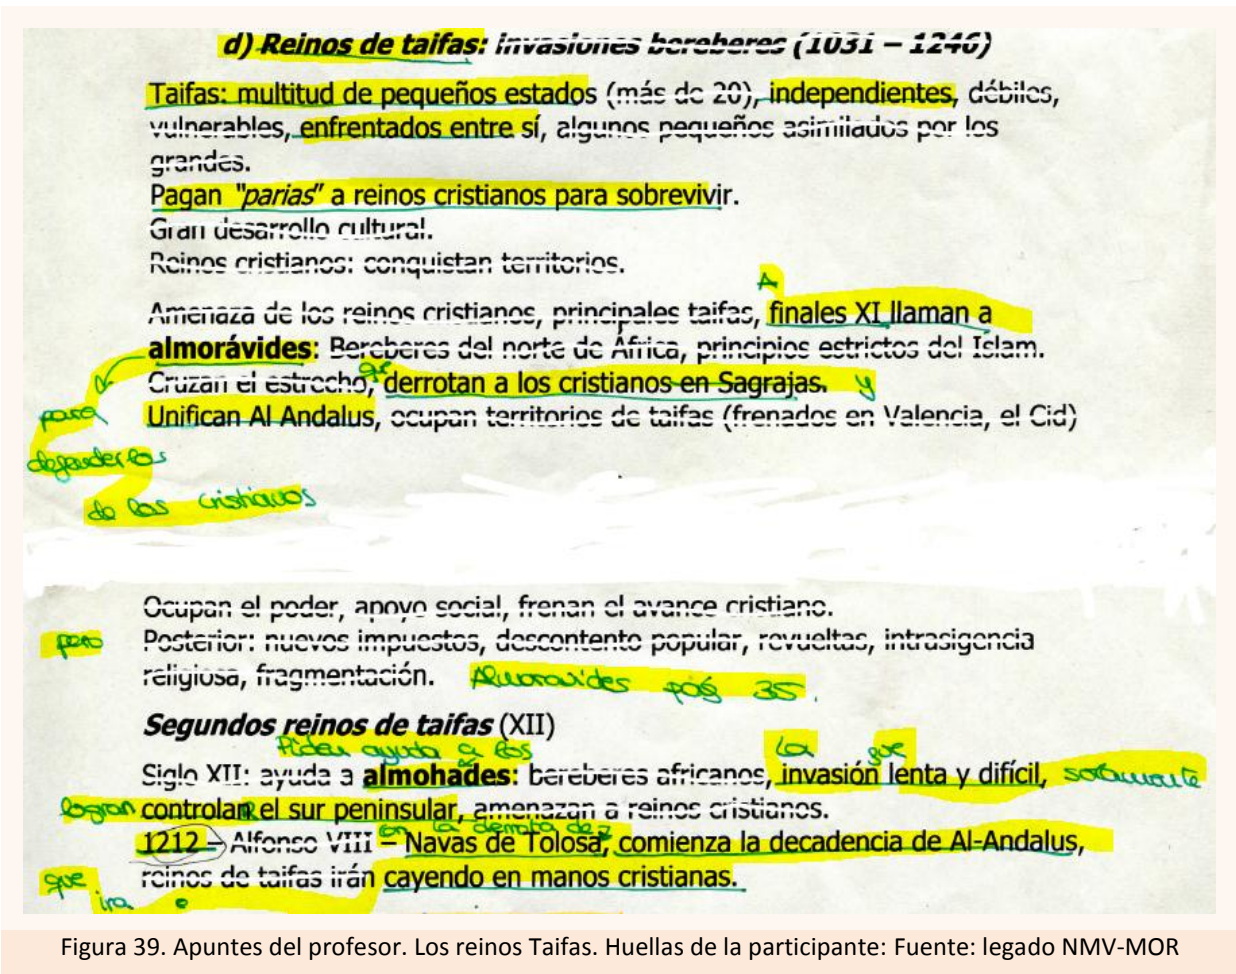 d) Reinos de taifas: invasiones bereberes (1031 – 1246)
Taifas: multitud de pequeños estados (más de 20), independientes, débiles,
vulnerables, enfrentados entre sí, algunos pequeños asimilados por los
grandes.
Pagan "parias" a reinos cristianos para sobrevivir.
Gran desarrollo cultural.
Reinos cristianos: conquistan territorios.
A
Amenaza de los reinos cristianos, principales taifas, finales XI llaman a
almorávides: Bereberes del norte de África, principios estrictos del Islam.
que
Cruzan el estrecho, derrotan a los cristianos en Sagrajas. y
Unifican Al Andalus, ocupan territorios de taifas (frenados en Valencia, el Cid)
para
defenderlos
de los cristianos
Ocupan el poder, apoyo social, frenan el avance cristiano.
pero Posterior: nuevos impuestos, descontento popular, revueltas, intrasigencia
religiosa, fragmentación. Almoravides pág 35.
Segundos reinos de taifas (XII)
Piden ayuda a los La que
Siglo XII: ayuda a almohades: bereberes africanos, invasión lenta y difícil, solamente
logran controlaR el sur peninsular, amenazan a reinos cristianos.
en la derrota de
1212 – Alfonso VIII – Navas de Tolosa, comienza la decadencia de Al-Andalus,
que reinos de taifas irán cayendo en manos cristianas.
ira
Figura 39. Apuntes del profesor. Los reinos Taifas. Huellas de la participante: Fuente: legado NMV-MOR